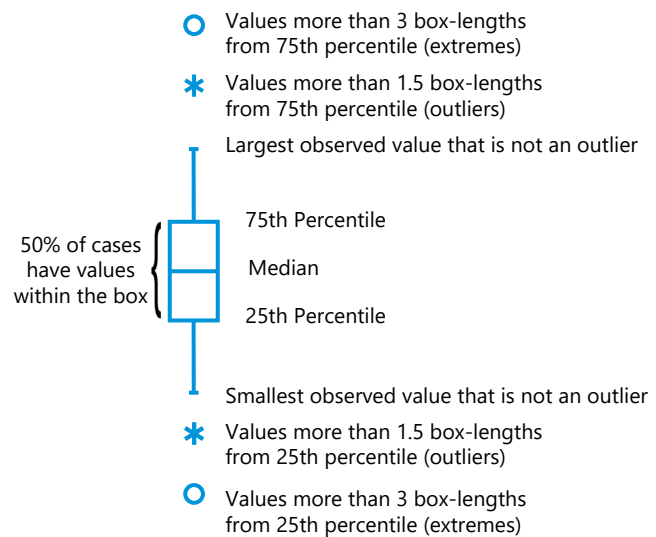 Values more than 3 box-lengths
from 75th percentile (extremes)
Values more than 1.5 box-lengths
from 75th percentile (outliers)
Largest observed value that is not an outlier
75th Percentile
50% of cases
have values
within the box
Median
25th Percentile
Smallest observed value that is not an outlier
Values more than 1.5 box-lengths
from 25th percentile (outliers)
Values more than 3 box-lengths
from 25th percentile (extremes)